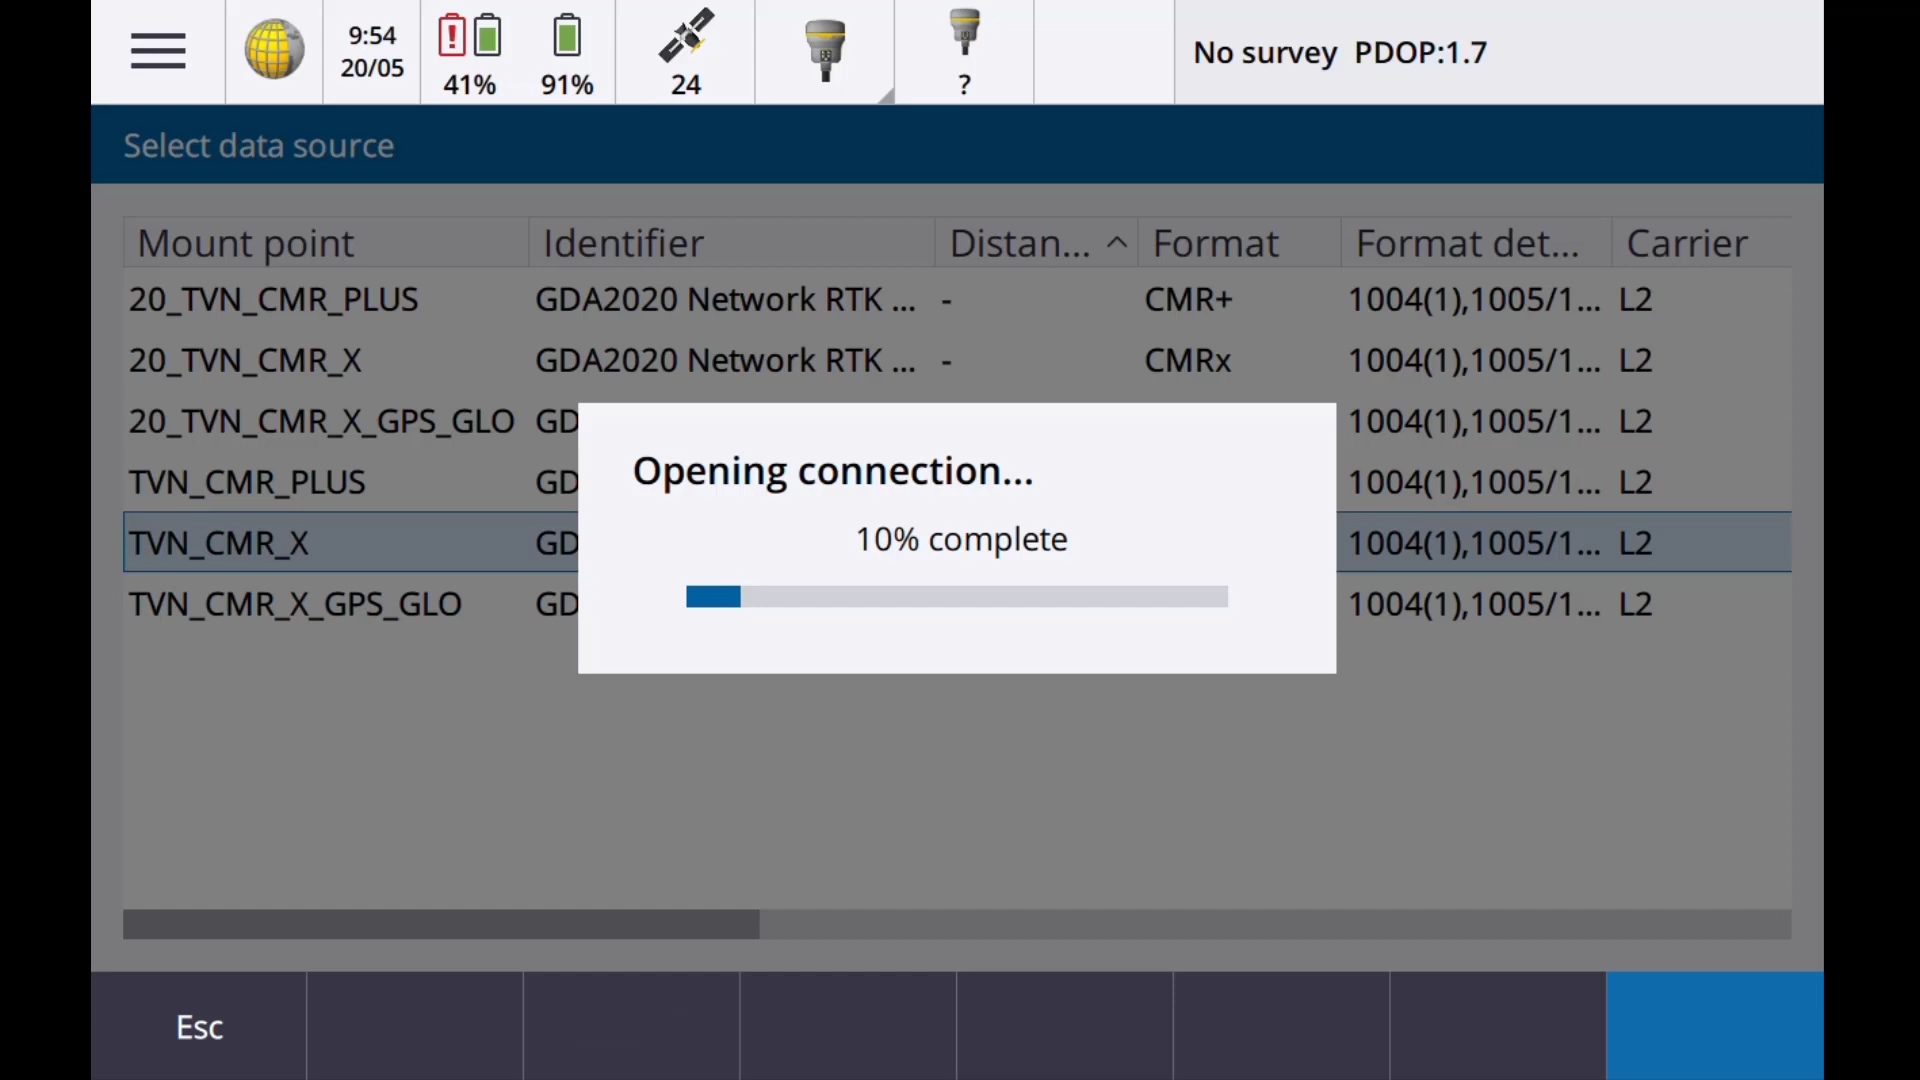 9:54
20/05
41%
91%
24
?
No survey PDOP:1.7
Select data source
Mount point Identifier Distan... Format Format det... Carrier
20_TVN_CMR_PLUS GDA2020 Network RTK ... - CMR+ 1004(1),1005/1... L2
20_TVN_CMR_X GDA2020 Network RTK ... - CMRx 1004(1),1005/1... L2
20_TVN_CMR_X_GPS_GLO GD 1004(1),1005/1... L2
TVN_CMR_PLUS GD 1004(1),1005/1... L2
TVN_CMR_X GD 1004(1),1005/1... L2
TVN_CMR_X_GPS_GLO GD 1004(1),1005/1... L2
Opening connection...
10% complete
Esc